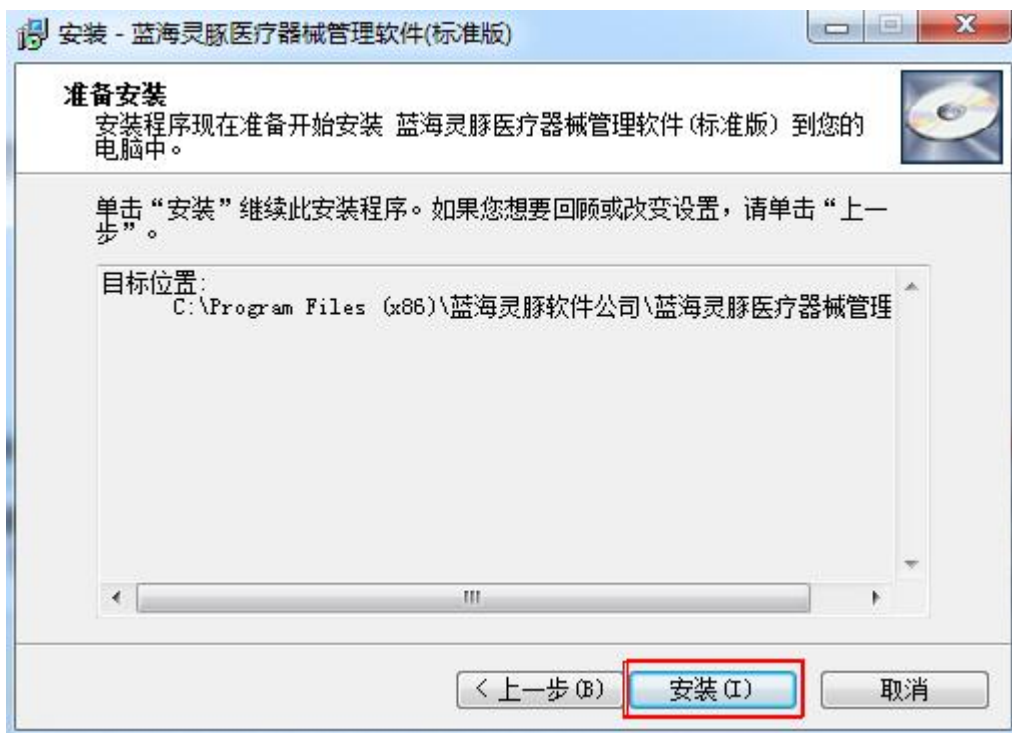 安装 - 蓝海灵豚医疗器械管理软件(标准版)
准备安装
安装程序现在准备开始安装 蓝海灵豚医疗器械管理软件(标准版) 到您的
电脑中。
单击“安装”继续此安装程序。如果您想要回顾或改变设置，请单击“上一
步”。
目标位置:
C:\Program Files (x86)\蓝海灵豚软件公司\蓝海灵豚医疗器械管理
< 上一步(B)
安装(I)
取消